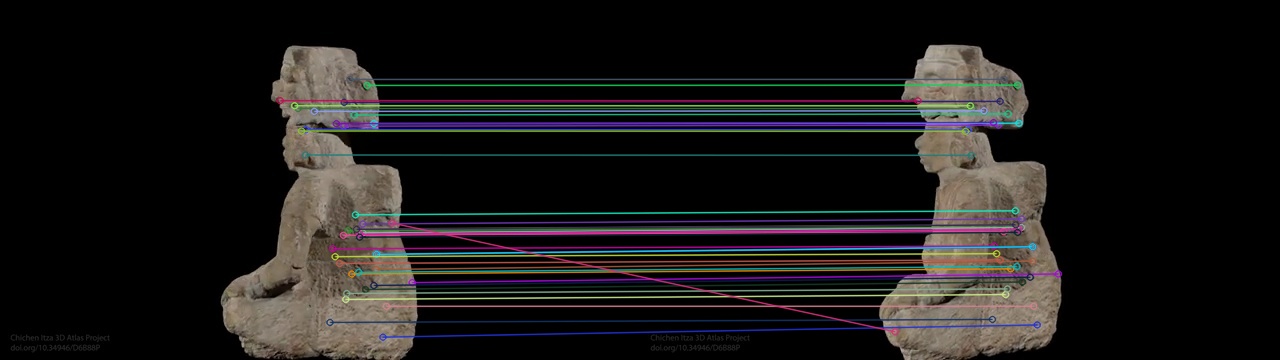 Chichen Itza 3D Atlas Project
doi.org/10.34946/D6B88P
Chichen Itza 3D Atlas Project
doi.org/10.34946/D6B88P